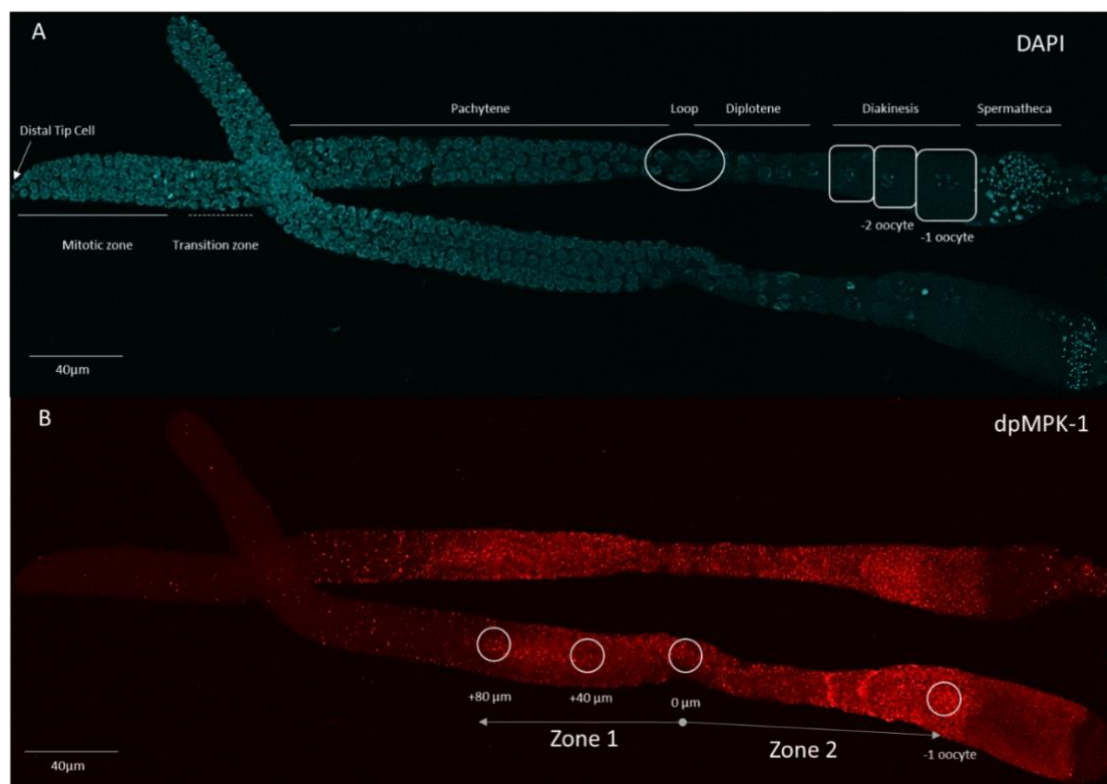 A
DAPI
Pachytene
Loop
Diplotene
Diakinesis
Spermatheca
Distal Tip Cell
Mitotic zone
Transition zone
-2 oocyte
-1 oocyte
40µm
B
dpMPK-1
+80 µm
+40 µm
0 µm
Zone 1
Zone 2
-1 oocyte
40µm